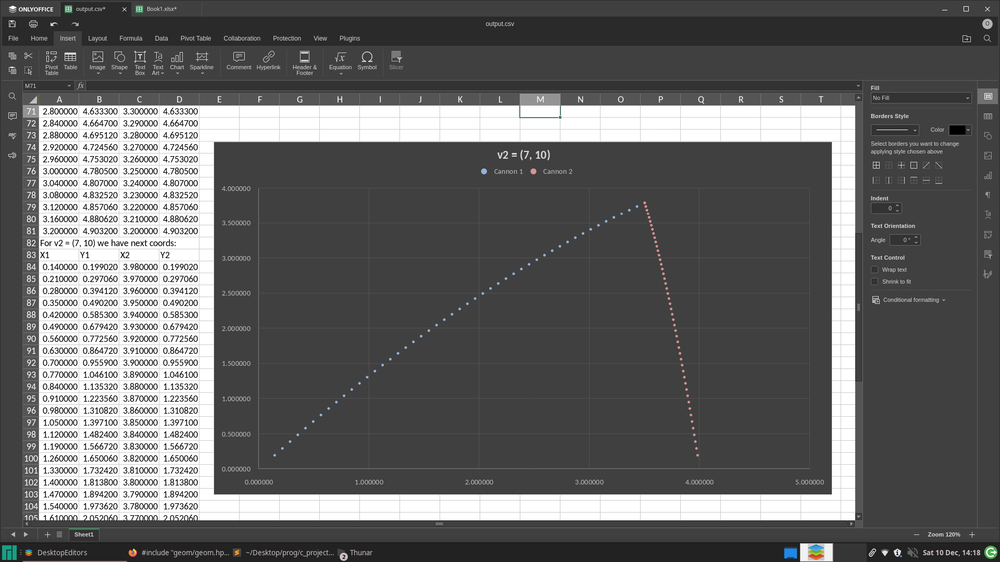 ONLYOFFICE
output.csv*
Book1.xlsx*
output.csv
O
File Home Insert Layout Formula Data Pivot Table Collaboration Protection View Plugins
Pivot Table
Table
Image
Shape
Text Box
Text Art
Chart
Sparkline
Comment
Hyperlink
Header & Footer
Equation
Symbol
Slicer
M71
fx
A B C D E F G H I J K L M N O P Q R S T
71 2.800000 4.633300 3.300000 4.633300
72 2.840000 4.664700 3.290000 4.664700
73 2.880000 4.695120 3.280000 4.695120
74 2.920000 4.724560 3.270000 4.724560
75 2.960000 4.753020 3.260000 4.753020
76 3.000000 4.780500 3.250000 4.780500
77 3.040000 4.807000 3.240000 4.807000
78 3.080000 4.832520 3.230000 4.832520
79 3.120000 4.857060 3.220000 4.857060
80 3.160000 4.880620 3.210000 4.880620
81 3.200000 4.903200 3.200000 4.903200
82 For v2 = (7, 10) we have next coords:
83 X1 Y1 X2 Y2
84 0.140000 0.199020 3.980000 0.199020
85 0.210000 0.297060 3.970000 0.297060
86 0.280000 0.394120 3.960000 0.394120
87 0.350000 0.490200 3.950000 0.490200
88 0.420000 0.585300 3.940000 0.585300
89 0.490000 0.679420 3.930000 0.679420
90 0.560000 0.772560 3.920000 0.772560
91 0.630000 0.864720 3.910000 0.864720
92 0.700000 0.955900 3.900000 0.955900
93 0.770000 1.046100 3.890000 1.046100
94 0.840000 1.135320 3.880000 1.135320
95 0.910000 1.223560 3.870000 1.223560
96 0.980000 1.310820 3.860000 1.310820
97 1.050000 1.397100 3.850000 1.397100
98 1.120000 1.482400 3.840000 1.482400
99 1.190000 1.566720 3.830000 1.566720
100 1.260000 1.650060 3.820000 1.650060
101 1.330000 1.732420 3.810000 1.732420
102 1.400000 1.813800 3.800000 1.813800
103 1.470000 1.894200 3.790000 1.894200
104 1.540000 1.973620 3.780000 1.973620
105 1.610000 2.052060 3.770000 2.052060
v2 = (7, 10)
Cannon 1 Cannon 2
4.000000
3.500000
3.000000
2.500000
2.000000
1.500000
1.000000
0.500000
0.000000
0.000000 1.000000 2.000000 3.000000 4.000000 5.000000
Fill
No Fill
Borders Style
Color
Select borders you want to change
applying style chosen above
Indent
0
Text Orientation
Angle 0 °
Text Control
Wrap text
Shrink to fit
Conditional formatting
Sheet1
Zoom 120%
DesktopEditors
#include "geom/geom.hp...
~/Desktop/prog/c_project...
2
Thunar
Sat 10 Dec, 14:18